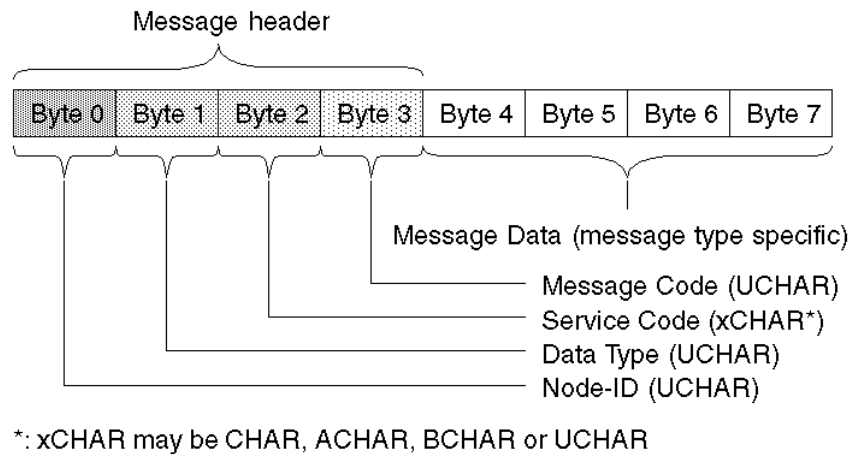 Message header
Byte 0 Byte 1 Byte 2 Byte 3 Byte 4 Byte 5 Byte 6 Byte 7
Message Data (message type specific)
Message Code (UCHAR)
Service Code (xCHAR*)
Data Type (UCHAR)
Node-ID (UCHAR)
*: xCHAR may be CHAR, ACHAR, BCHAR or UCHAR